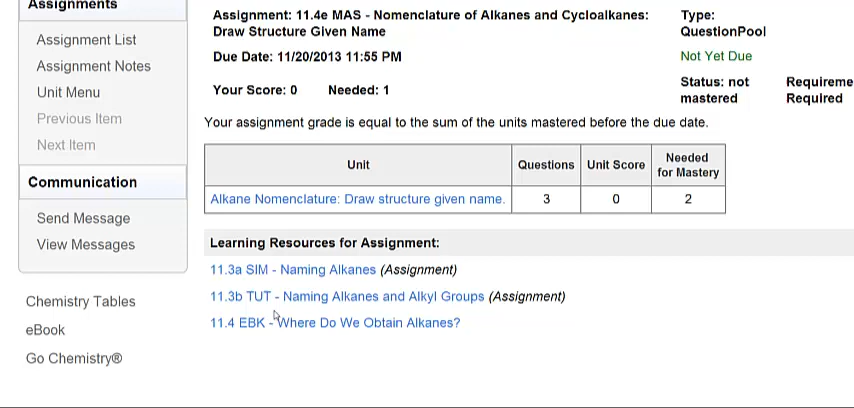 Assignments
Assignment List
Assignment Notes
Unit Menu
Previous Item
Next Item
Communication
Send Message
View Messages
Chemistry Tables
eBook
Go Chemistry®
Assignment: 11.4e MAS - Nomenclature of Alkanes and Cycloalkanes:
Draw Structure Given Name
Type:
QuestionPool
Due Date: 11/20/2013 11:55 PM
Not Yet Due
Your Score: 0 Needed: 1
Status: not
mastered
Requireme
Required
Your assignment grade is equal to the sum of the units mastered before the due date.
Unit Questions Unit Score Needed
for Mastery
Alkane Nomenclature: Draw structure given name. 3 0 2
Learning Resources for Assignment:
11.3a SIM - Naming Alkanes (Assignment)
11.3b TUT - Naming Alkanes and Alkyl Groups (Assignment)
11.4 EBK - Where Do We Obtain Alkanes?